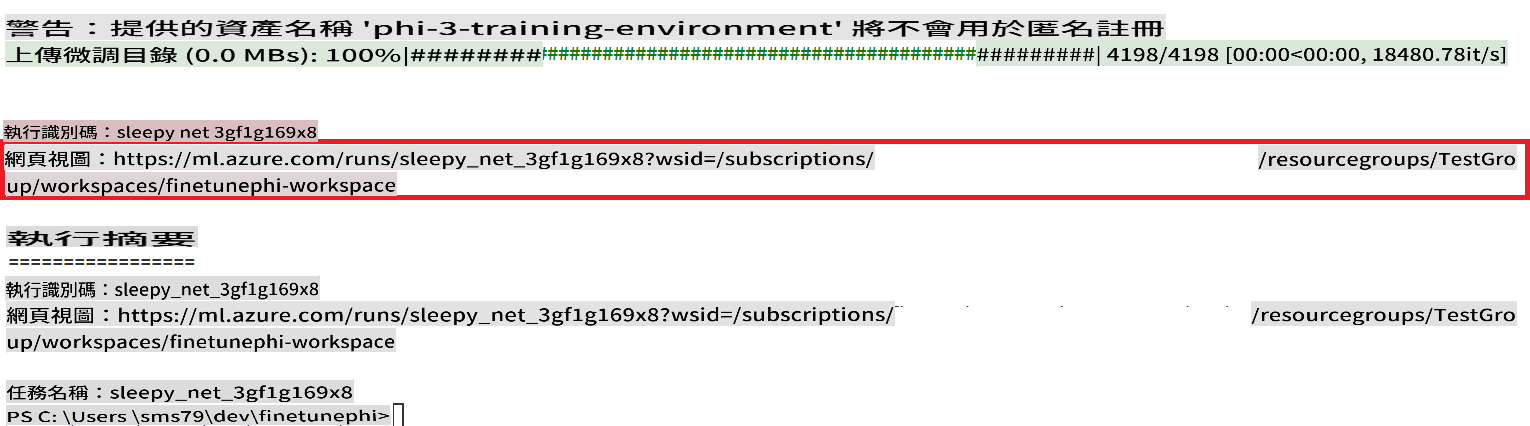 警告：提供的資產名稱 'phi-3-training-environment' 將不會用於匿名註冊
上傳微調目錄 (0.0 MBs): 100%|##########################################################| 4198/4198 [00:00<00:00, 18480.78it/s]
執行識別碼：sleepy net 3gf1g169x8
網頁視圖：https://ml.azure.com/runs/sleepy_net_3gf1g169x8?wsid=/subscriptions/ /resourcegroups/TestGro
up/workspaces/finetunephi-workspace
執行摘要
=================
執行識別碼：sleepy_net_3gf1g169x8
網頁視圖：https://ml.azure.com/runs/sleepy_net_3gf1g169x8?wsid=/subscriptions/ /resourcegroups/TestGro
up/workspaces/finetunephi-workspace
任務名稱：sleepy_net_3gf1g169x8
PS C: \Users \sms79\dev\finetunephi>